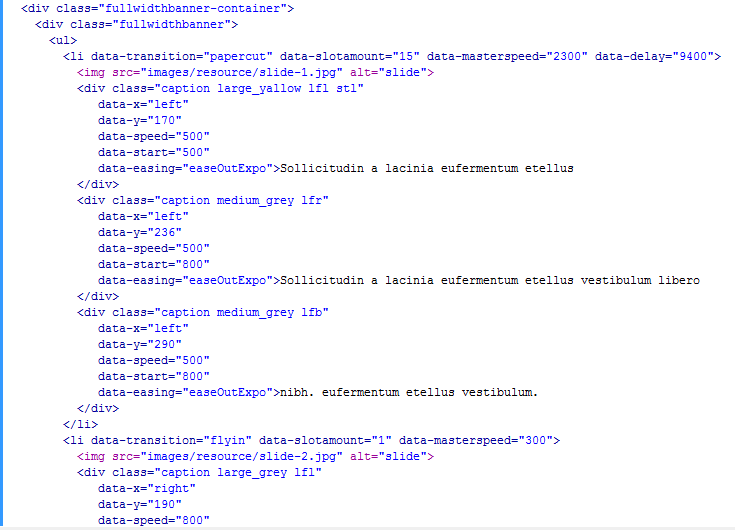 <div class="fullwidthbanner-container">
<div class="fullwidthbanner">
<ul>
<li data-transition="papercut" data-slotamount="15" data-masterspeed="2300" data-delay="9400">
<img src="images/resource/slide-1.jpg" alt="slide">
<div class="caption large_yallow lfl stl"
data-x="left"
data-y="170"
data-speed="500"
data-start="500"
data-easing="easeOutExpo">Sollicitudin a lacinia eufermentum etellus
</div>
<div class="caption medium_grey lfr"
data-x="left"
data-y="236"
data-speed="500"
data-start="800"
data-easing="easeOutExpo">Sollicitudin a lacinia eufermentum etellus vestibulum libero
</div>
<div class="caption medium_grey lfb"
data-x="left"
data-y="290"
data-speed="500"
data-start="800"
data-easing="easeOutExpo">nibh. eufermentum etellus vestibulum.
</div>
</li>
<li data-transition="flyin" data-slotamount="1" data-masterspeed="300">
<img src="images/resource/slide-2.jpg" alt="slide">
<div class="caption large_grey lfl"
data-x="right"
data-y="190"
data-speed="800"